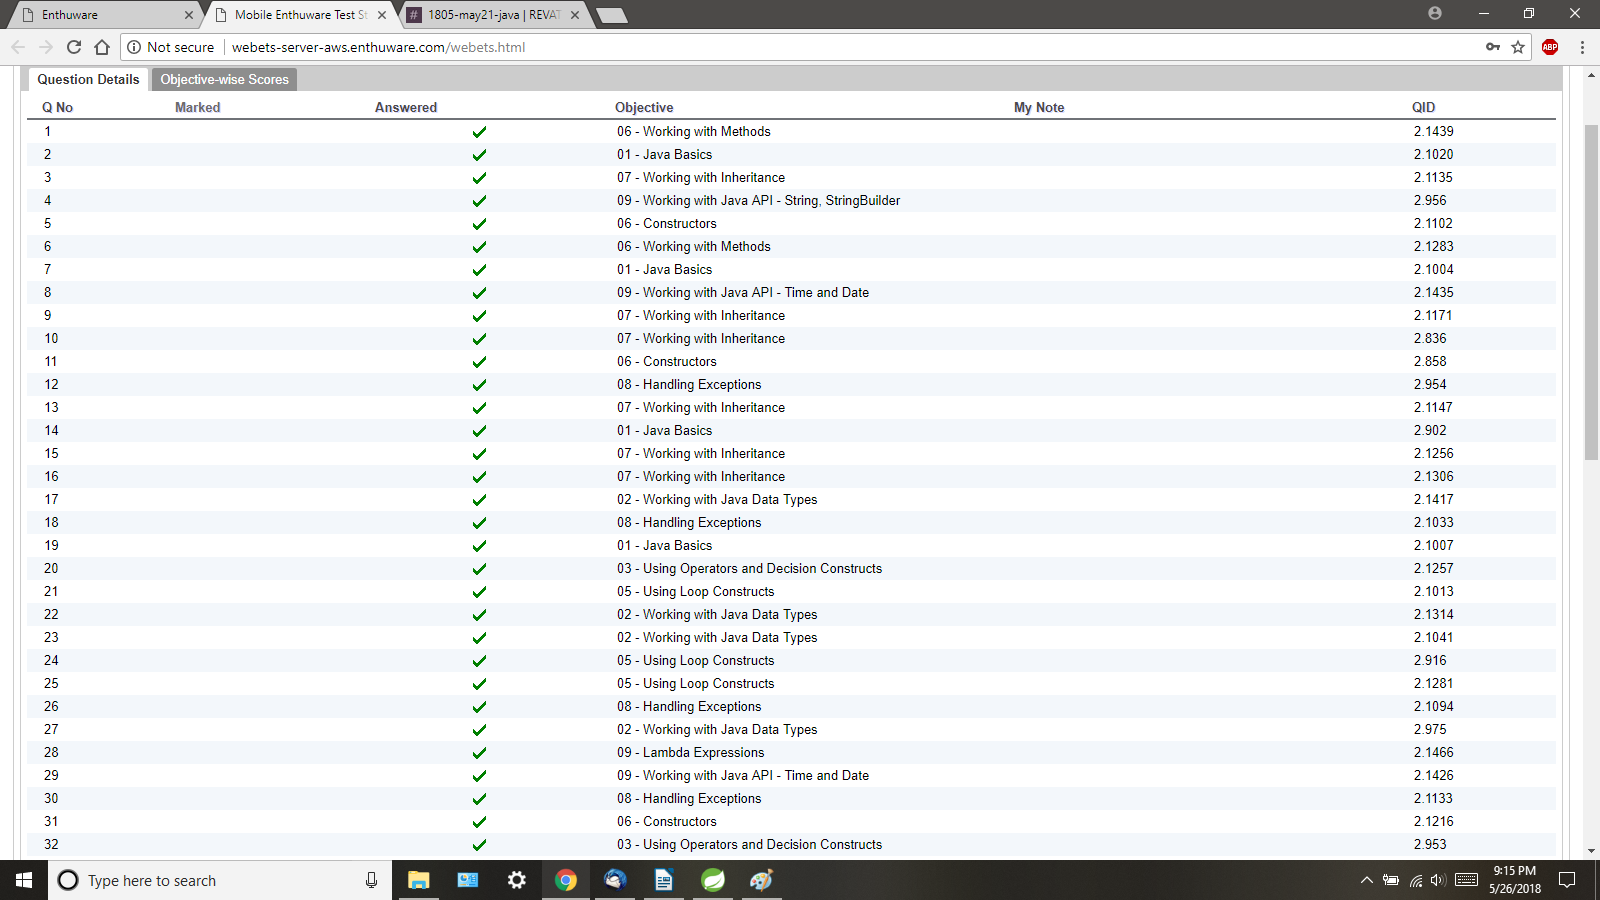 Enthuware
Mobile Enthuware Test St
1805-may21-java | REVAT
Not secure
webets-server-aws.enthuware.com/webets.html
ABP
Question Details Objective-wise Scores
Q No Marked Answered Objective My Note QID
1 06 - Working with Methods 2.1439
2 01 - Java Basics 2.1020
3 07 - Working with Inheritance 2.1135
4 09 - Working with Java API - String, StringBuilder 2.956
5 06 - Constructors 2.1102
6 06 - Working with Methods 2.1283
7 01 - Java Basics 2.1004
8 09 - Working with Java API - Time and Date 2.1435
9 07 - Working with Inheritance 2.1171
10 07 - Working with Inheritance 2.836
11 06 - Constructors 2.858
12 08 - Handling Exceptions 2.954
13 07 - Working with Inheritance 2.1147
14 01 - Java Basics 2.902
15 07 - Working with Inheritance 2.1256
16 07 - Working with Inheritance 2.1306
17 02 - Working with Java Data Types 2.1417
18 08 - Handling Exceptions 2.1033
19 01 - Java Basics 2.1007
20 03 - Using Operators and Decision Constructs 2.1257
21 05 - Using Loop Constructs 2.1013
22 02 - Working with Java Data Types 2.1314
23 02 - Working with Java Data Types 2.1041
24 05 - Using Loop Constructs 2.916
25 05 - Using Loop Constructs 2.1281
26 08 - Handling Exceptions 2.1094
27 02 - Working with Java Data Types 2.975
28 09 - Lambda Expressions 2.1466
29 09 - Working with Java API - Time and Date 2.1426
30 08 - Handling Exceptions 2.1133
31 06 - Constructors 2.1216
32 03 - Using Operators and Decision Constructs 2.953
Type here to search
9:15 PM
5/26/2018